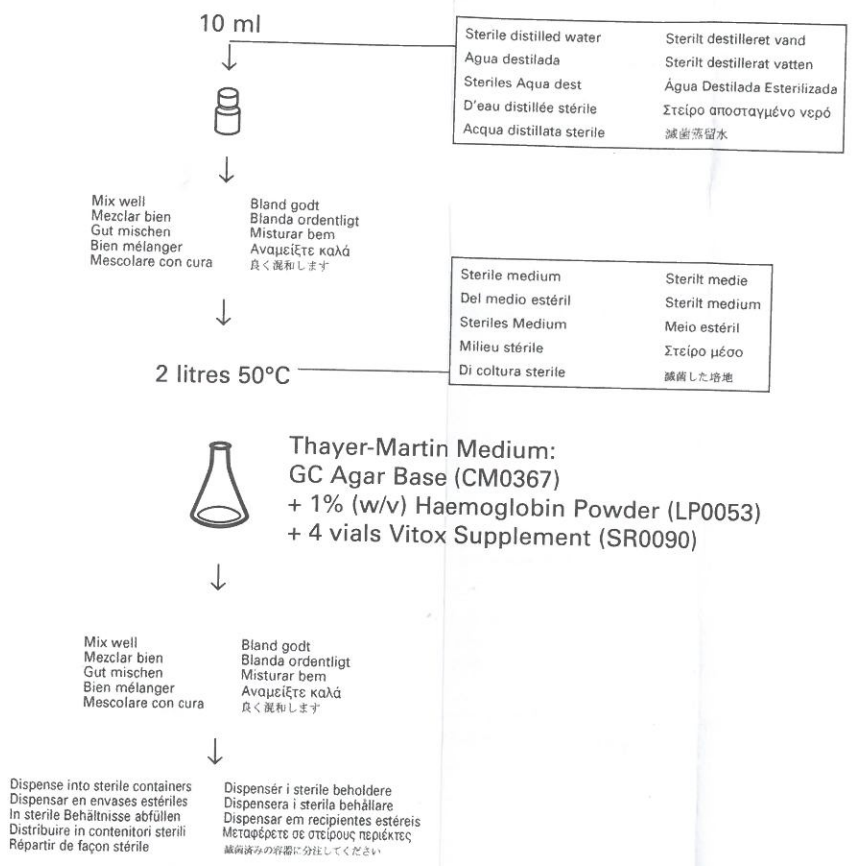 10 ml
Sterile distilled water
Agua destilada
Steriles Aqua dest
D'eau distillée stérile
Acqua distillata sterile
Sterilt destilleret vand
Sterilt destillerat vatten
Água Destilada Esterilizada
Στείρο αποσταγμένο νερό
滅菌蒸留水
Mix well
Mezclar bien
Gut mischen
Bien mélanger
Mescolare con cura
Bland godt
Blanda ordentligt
Misturar bem
Αναμείξτε καλά
良く混和します
Sterile medium
Del medio estéril
Steriles Medium
Milieu stérile
Di coltura sterile
Sterilt medie
Sterilt medium
Meio estéril
Στείρο μέσο
滅菌した培地
2 litres 50°C
Thayer-Martin Medium:
GC Agar Base (CM0367)
+ 1% (w/v) Haemoglobin Powder (LP0053)
+ 4 vials Vitox Supplement (SR0090)
Mix well
Mezclar bien
Gut mischen
Bien mélanger
Mescolare con cura
Bland godt
Blanda ordentligt
Misturar bem
Αναμείξτε καλά
良く混和します
Dispense into sterile containers
Dispensar en envases estériles
In sterile Behältnisse abfüllen
Distribuire in contenitori sterili
Répartir de façon stérile
Dispensér i sterile beholdere
Dispensera i sterila behållare
Dispensar em recipientes estéreis
Μεταφέρετε σε στείρους περιέκτες
滅菌済みの容器に分注してください